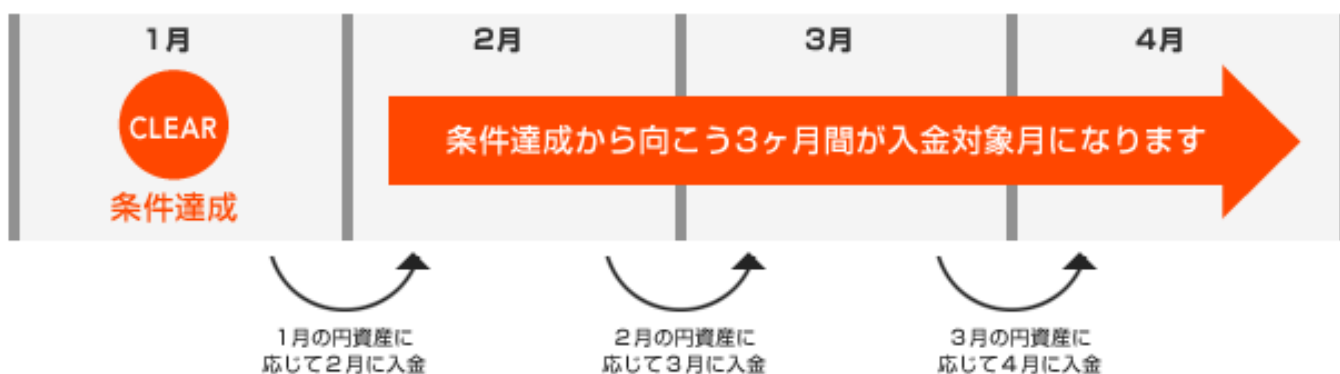 1月
2月
3月
4月
CLEAR
条件達成
条件達成から向こう3ヶ月間が入金対象月になります
1月の円資産に
応じて2月に入金
2月の円資産に
応じて3月に入金
3月の円資産に
応じて4月に入金